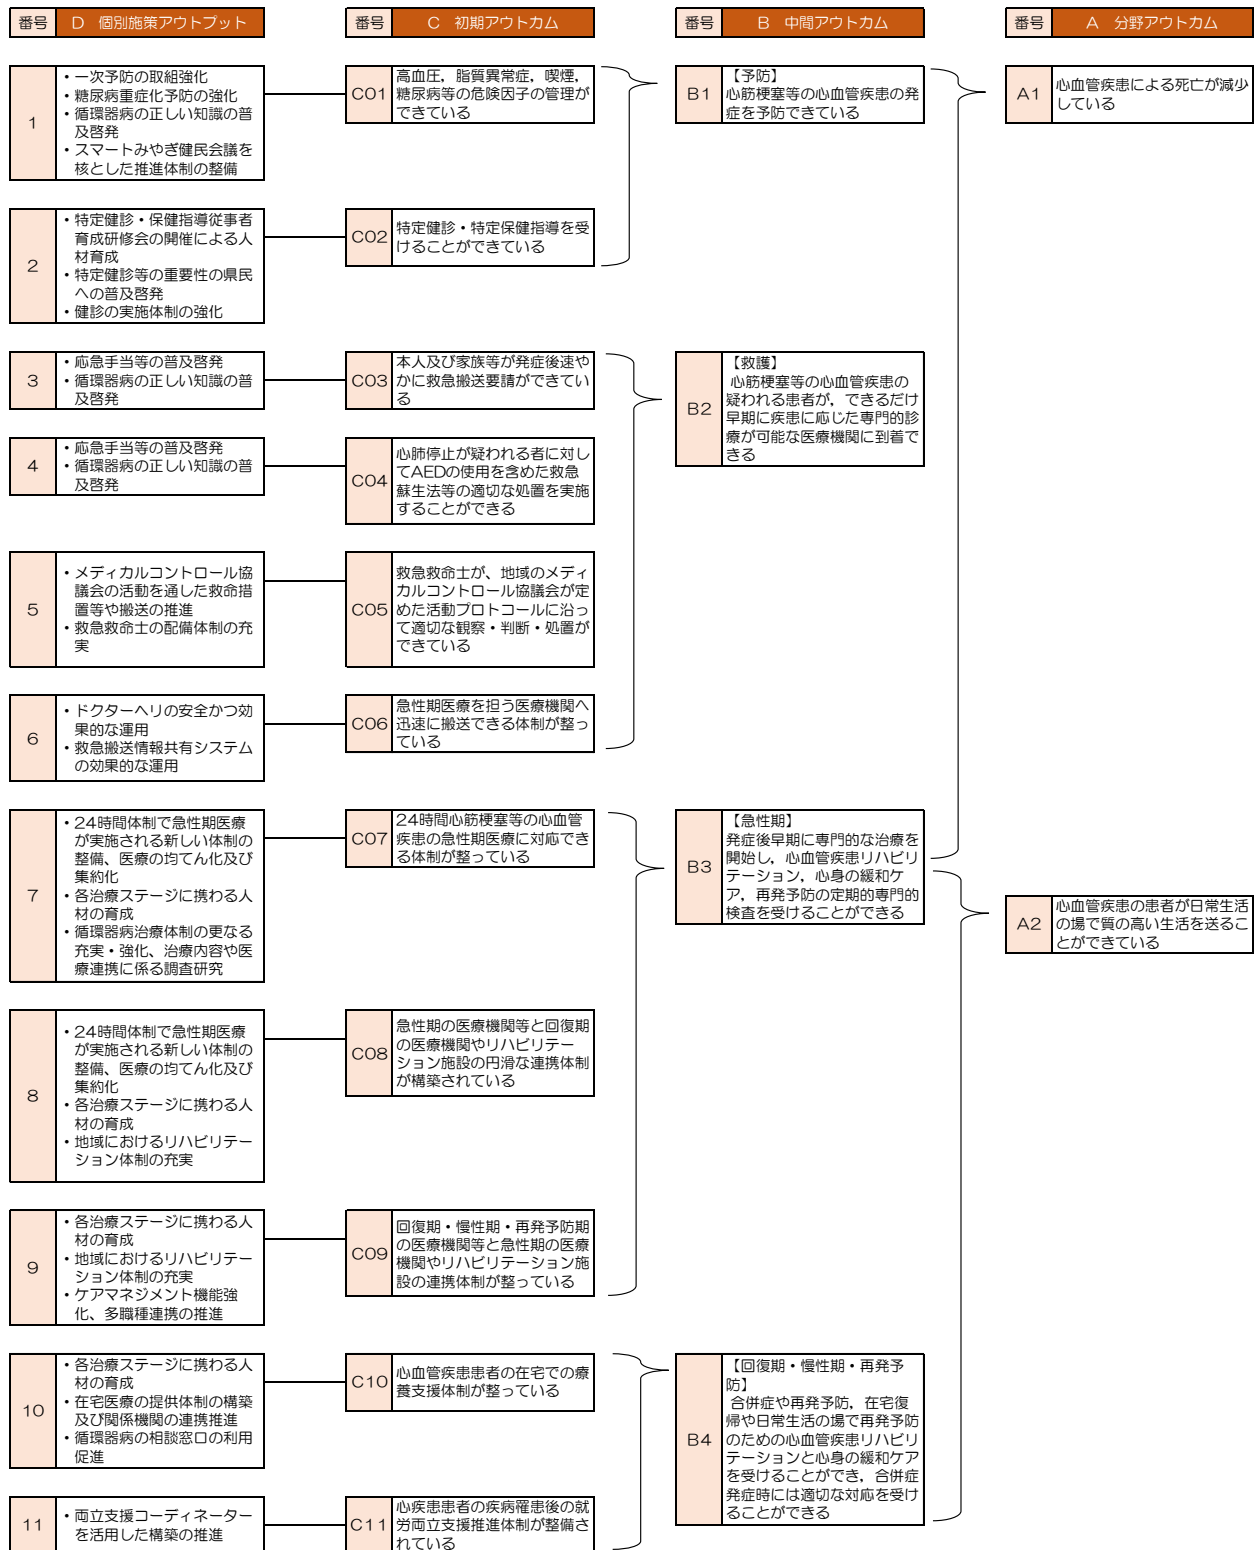 番号 D 個別施策アウトプット
番号 C 初期アウトカム
番号 B 中間アウトカム
番号 A 分野アウトカム
1
・一次予防の取組強化
・糖尿病重症化予防の強化
・循環器病の正しい知識の普
及啓発
・スマートみやぎ健民会議を
核とした推進体制の整備
C01
高血圧，脂質異常症，喫煙，
糖尿病等の危険因子の管理が
できている
B1
【予防】
心筋梗塞等の心血管疾患の発
症を予防できている
A1
心血管疾患による死亡が減少
している
2
・特定健診・保健指導従事者
育成研修会の開催による人
材育成
・特定健診等の重要性の県民
への普及啓発
・健診の実施体制の強化
C02
特定健診・特定保健指導を受
けることができている
3
・応急手当等の普及啓発
・循環器病の正しい知識の普
及啓発
C03
本人及び家族等が発症後速や
かに救急搬送要請ができてい
る
B2
【救護】
心筋梗塞等の心血管疾患の
疑われる患者が，できるだけ
早期に疾患に応じた専門的診
療が可能な医療機関に到着で
きる
4
・応急手当等の普及啓発
・循環器病の正しい知識の普
及啓発
C04
心肺停止が疑われる者に対し
てAEDの使用を含めた救急
蘇生法等の適切な処置を実施
することができる
5
・メディカルコントロール協
議会の活動を通した救命措
置等や搬送の推進
・救急救命士の配備体制の充
実
C05
救急救命士が、地域のメディ
カルコントロール協議会が定
めた活動プロトコールに沿っ
て適切な観察・判断・処置が
できている
6
・ドクターヘリの安全かつ効
果的な運用
・救急搬送情報共有システム
の効果的な運用
C06
急性期医療を担う医療機関へ
迅速に搬送できる体制が整っ
ている
7
・24時間体制で急性期医療
が実施される新しい体制の
整備、医療の均てん化及び
集約化
・各治療ステージに携わる人
材の育成
・循環器病治療体制の更なる
充実・強化、治療内容や医
療連携に係る調査研究
C07
24時間心筋梗塞等の心血管
疾患の急性期医療に対応でき
る体制が整っている
B3
【急性期】
発症後早期に専門的な治療を
開始し，心血管疾患リハビリ
テーション，心身の緩和ケ
ア，再発予防の定期的専門的
検査を受けることができる
A2
心血管疾患の患者が日常生活
の場で質の高い生活を送るこ
とができている
8
・24時間体制で急性期医療
が実施される新しい体制の
整備、医療の均てん化及び
集約化
・各治療ステージに携わる人
材の育成
・地域におけるリハビリテー
ション体制の充実
C08
急性期の医療機関等と回復期
の医療機関やリハビリテー
ション施設の円滑な連携体制
が構築されている
9
・各治療ステージに携わる人
材の育成
・地域におけるリハビリテー
ション体制の充実
・ケアマネジメント機能強
化、多職種連携の推進
C09
回復期・慢性期・再発予防期
の医療機関等と急性期の医療
機関やリハビリテーション施
設の連携体制が整っている
10
・各治療ステージに携わる人
材の育成
・在宅医療の提供体制の構築
及び関係機関の連携推進
・循環器病の相談窓口の利用
促進
C10
心血管疾患患者の在宅での療
養支援体制が整っている
B4
【回復期・慢性期・再発予
防】
合併症や再発予防，在宅復
帰や日常生活の場で再発予防
のための心血管疾患リハビリ
テーションと心身の緩和ケア
を受けることができ，合併症
発症時には適切な対応を受け
ることができる
11
・両立支援コーディネーター
を活用した構築の推進
C11
心疾患患者の疾病罹患後の就
労両立支援推進体制が整備さ
れている